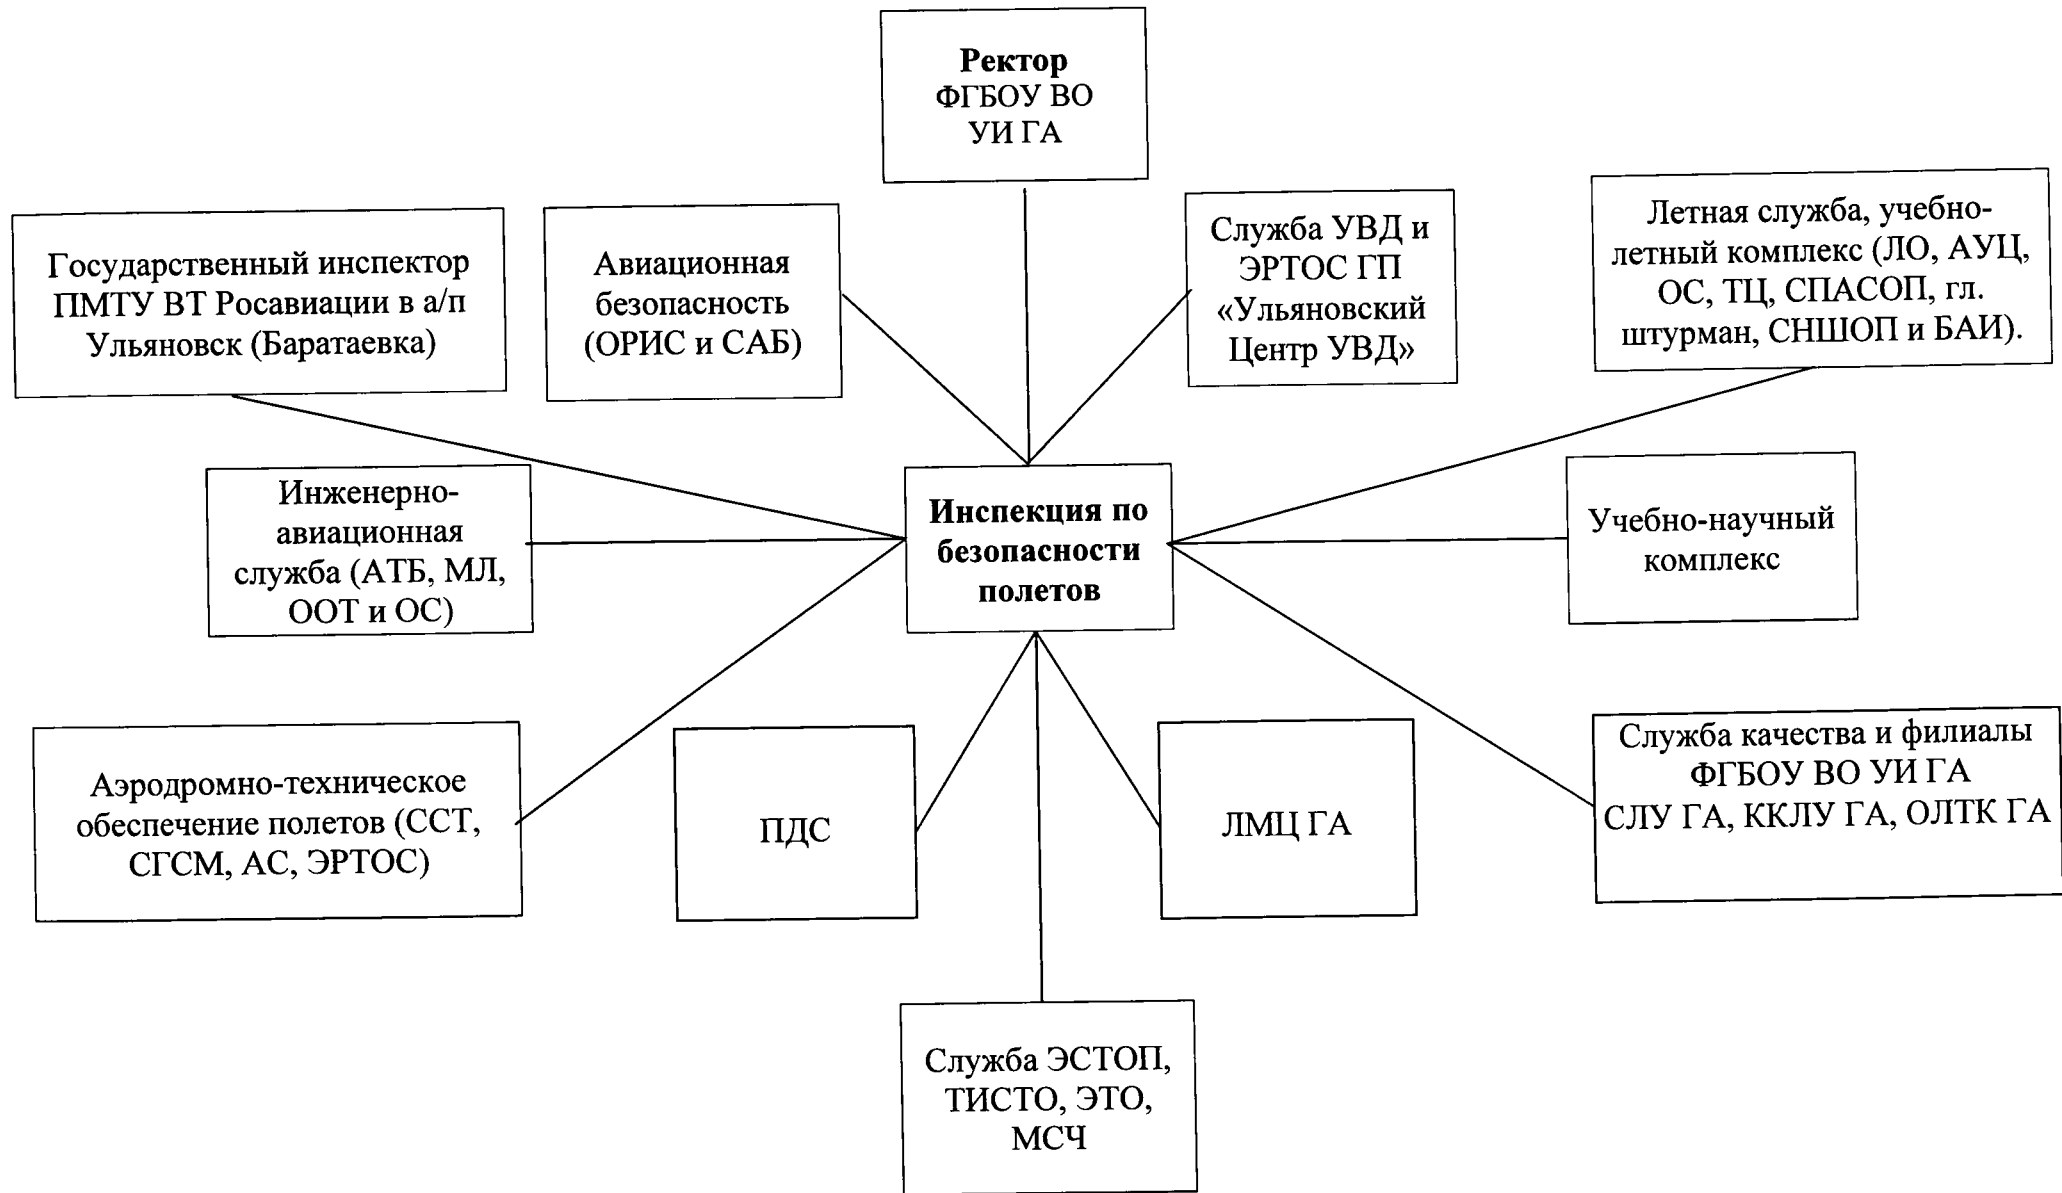 Ректор
ФГБОУ ВО
УИ ГА
Государственный инспектор
ПМТУ ВТ Росавиации в а/п
Ульяновск (Баратаевка)
Авиационная
безопасность
(ОРИС и САБ)
Служба УВД и
ЭРТОС ГП
«Ульяновский
Центр УВД»
Летная служба, учебно-
летный комплекс (ЛО, АУЦ,
ОС, ТЦ, СПАСОП, гл.
штурман, СНШОП и БАИ).
Инженерно-
авиационная
служба (АТБ, МЛ,
ООТ и ОС)
Инспекция по
безопасности
полетов
Учебно-научный
комплекс
Аэродромно-техническое
обеспечение полетов (ССТ,
СГСМ, АС, ЭРТОС)
ПДС
ЛМЦ ГА
Служба качества и филиалы
ФГБОУ ВО УИ ГА
СЛУ ГА, ККЛУ ГА, ОЛТК ГА
Служба ЭСТОП,
ТИСТО, ЭТО,
МСЧ